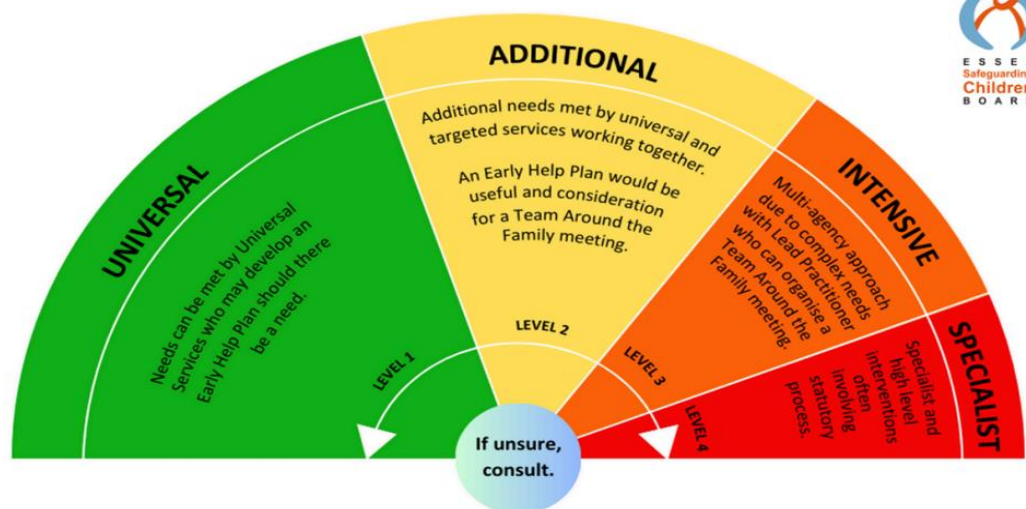 ESSE
Safeguardin
Childre
BOAR
UNIVERSAL
Needs can be met by Universal
Services who may develop an
Early Help Plan should there
be a need.
LEVEL 1
ADDITIONAL
Additional needs met by universal and
targeted services working together.
An Early Help Plan would be
useful and consideration
for a Team Around the
Family meeting.
LEVEL 2
INTENSIVE
Multi-agency approach
due to complex needs
with Lead Practitioner
who can organise a
Team Around the
Family meeting.
LEVEL 3
SPECIALIST
Specialist and
high level
interventions
often
involving
statutory
process.
LEVEL 4
If unsure,
consult.